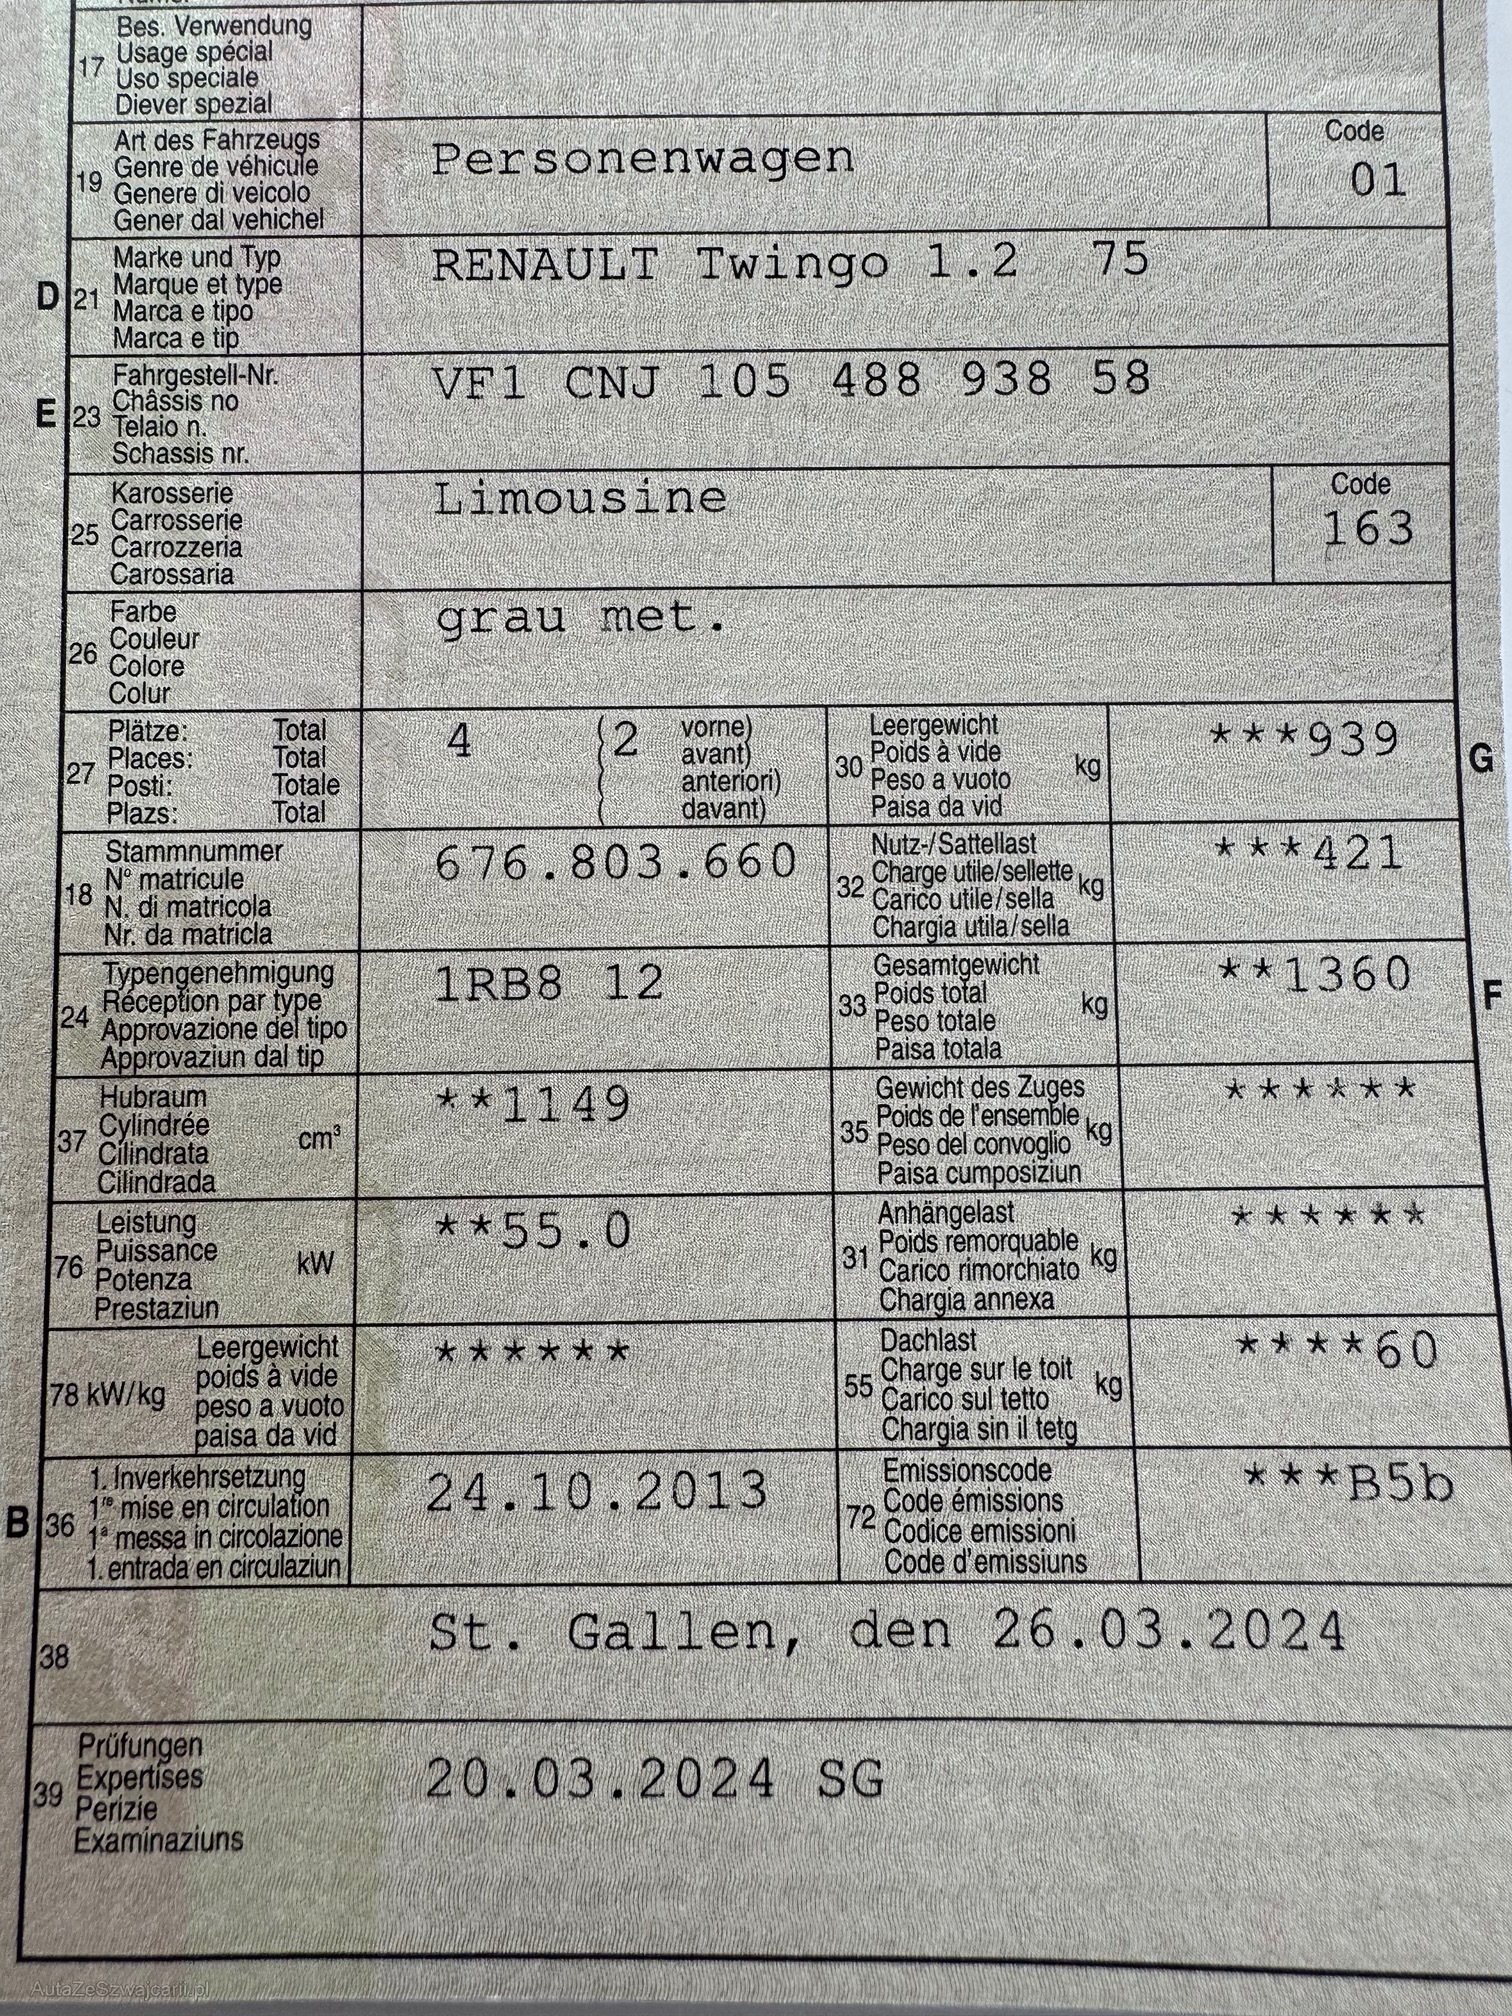 Name:
17 Bes. Verwendung
Usage spécial
Uso speciale
Diever spezial
19 Art des Fahrzeugs
Genre de véhicule
Genere di veicolo
Gener dal vehichel
Personenwagen
Code
01
D 21 Marke und Typ
Marque et type
Marca e tipo
Marca e tip
RENAULT Twingo 1.2 75
E 23 Fahrgestell-Nr.
Châssis no
Telaio n.
Schassis nr.
VF1 CNJ 105 488 938 58
25 Karosserie
Carrosserie
Carrozzeria
Carossaria
Limousine
Code
163
26 Farbe
Couleur
Colore
Colur
grau met.
27 Plätze: Total
Places: Total
Posti: Totale
Plazs: Total
4 (2 vorne)
avant)
anteriori)
davant)
30 Leergewicht
Poids à vide
Peso a vuoto
Paisa da vid
kg
***939
G
18 Stammnummer
N° matricule
N. di matricola
Nr. da matricla
676.803.660
32 Nutz-/Sattellast
Charge utile/sellette
Carico utile/sella
Chargia utila/sella
kg
***421
24 Typengenehmigung
Réception par type
Approvazione del tipo
Approvaziun dal tip
1RB8 12
33 Gesamtgewicht
Poids total
Peso totale
Paisa totala
kg
**1360
F
37 Hubraum
Cylindrée
Cilindrata
Cilindrada
cm³
**1149
35 Gewicht des Zuges
Poids de l'ensemble
Peso del convoglio
Paisa cumposiziun
kg
******
76 Leistung
Puissance
Potenza
Prestaziun
kW
**55.0
31 Anhängelast
Poids remorquable
Carico rimorchiato
Chargia annexa
kg
******
78 kW/kg Leergewicht
poids à vide
peso a vuoto
paisa da vid
******
55 Dachlast
Charge sur le toit
Carico sul tetto
Chargia sin il tetg
kg
****60
B 36 1. Inverkehrsetzung
1re mise en circulation
1a messa in circolazione
1. entrada en circulaziun
24.10.2013
72 Emissionscode
Code émissions
Codice emissioni
Code d'emissiuns
***B5b
38 St. Gallen, den 26.03.2024
39 Prüfungen
Expertises
Perizie
Examinaziuns
20.03.2024 SG
AutaZeSzwajcarii.pl